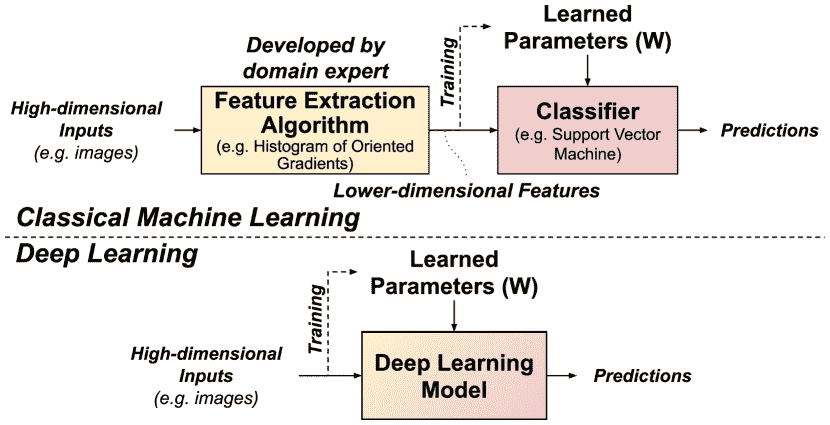 Developed by
domain expert
Learned
Parameters (W)
Training
High-dimensional
Inputs
(e.g. images)
Feature Extraction
Algorithm
(e.g. Histogram of Oriented
Gradients)
Classifier
(e.g. Support Vector
Machine)
Predictions
Lower-dimensional Features
Classical Machine Learning
Deep Learning
Learned
Parameters (W)
Training
High-dimensional
Inputs
(e.g. images)
Deep Learning
Model
Predictions